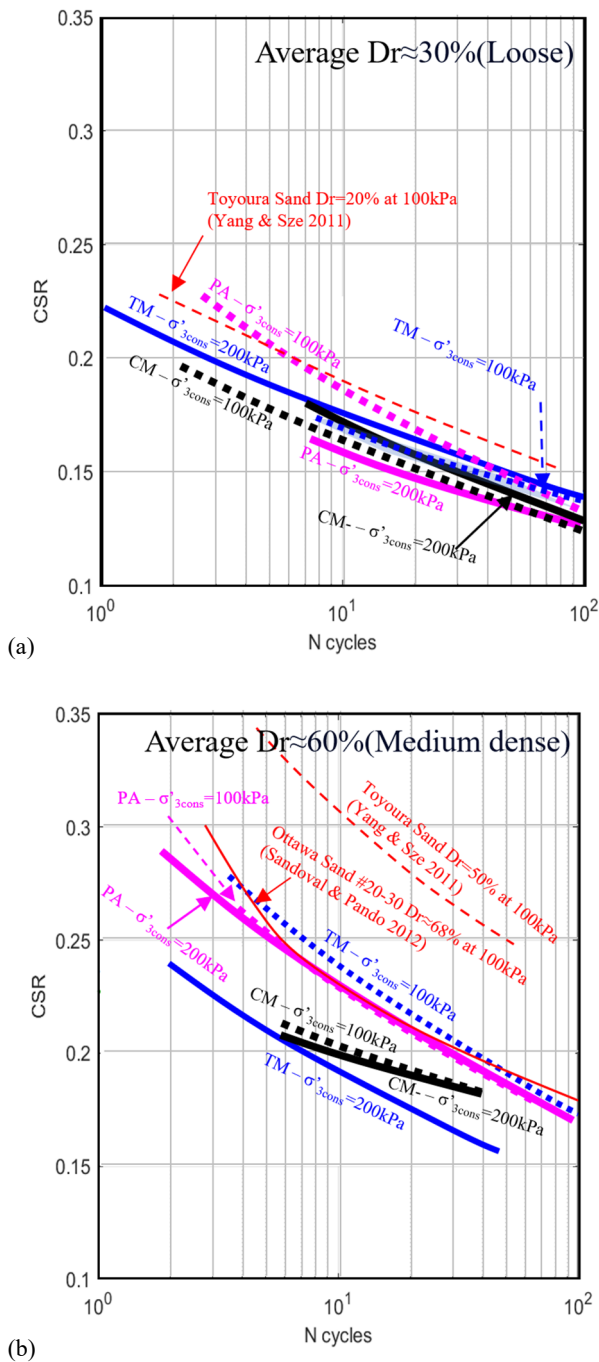 Average Dr≈30%(Loose)
0.35
0.3
0.25
0.2
0.15
0.1
CSR
Toyoura Sand Dr=20% at 100kPa
(Yang & Sze 2011)
PA – σ'3cons=100kPa
TM – σ'3cons=200kPa
TM – σ'3cons=100kPa
CM – σ'3cons=100kPa
PA – σ'3cons=200kPa
CM- – σ'3cons=200kPa
10^0
10^1
10^2
N cycles
(a)
Average Dr≈60%(Medium dense)
0.35
0.3
0.25
0.2
0.15
0.1
CSR
PA – σ'3cons=100kPa
Toyoura Sand Dr=50% at 100kPa
(Yang & Sze 2011)
Ottawa Sand #20-30 Dr≈68% at 100kPa
(Sandoval & Pando 2012)
PA – σ'3cons=200kPa
TM – σ'3cons=100kPa
CM – σ'3cons=100kPa
CM- – σ'3cons=200kPa
TM – σ'3cons=200kPa
10^0
10^1
10^2
N cycles
(b)